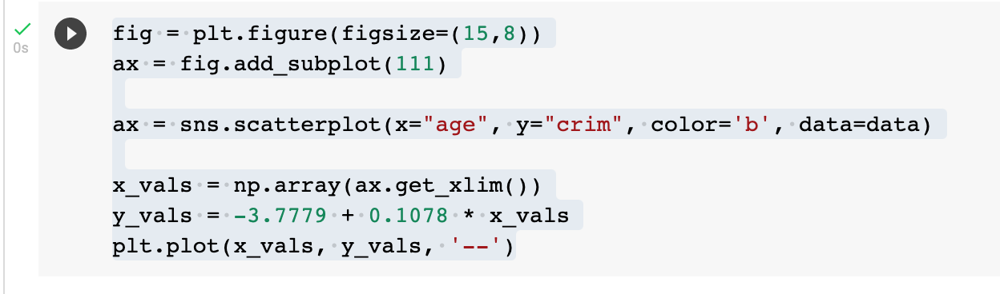 0s
fig = plt.figure(figsize=(15,8))
ax = fig.add_subplot(111)
ax = sns.scatterplot(x="age", y="crim", color='b', data=data)
x_vals = np.array(ax.get_xlim())
y_vals = -3.7779 + 0.1078 * x_vals
plt.plot(x_vals, y_vals, '--')